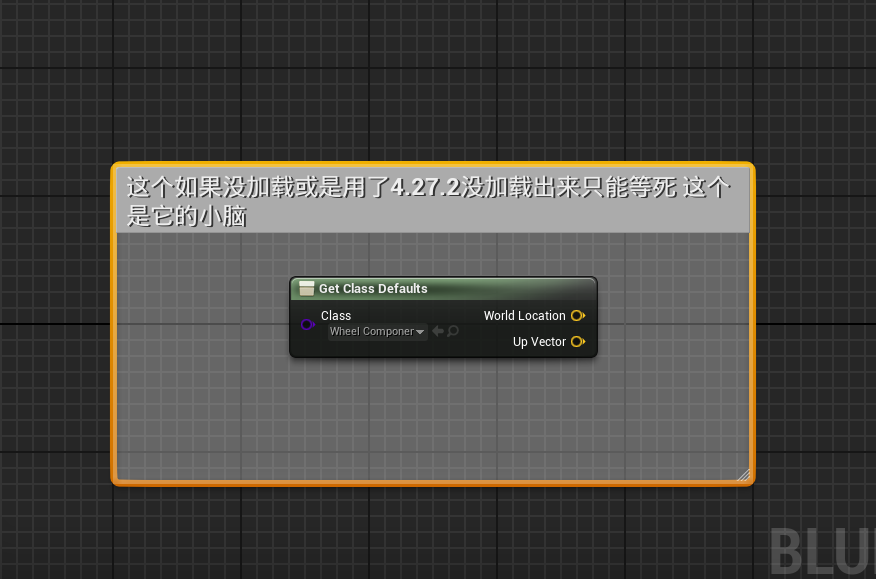 这个如果没加载或是用了4.27.2没加载出来只能等死 这个
是它的小脑
Get Class Defaults
Class
World Location
Wheel Componer
Up Vector
BLU